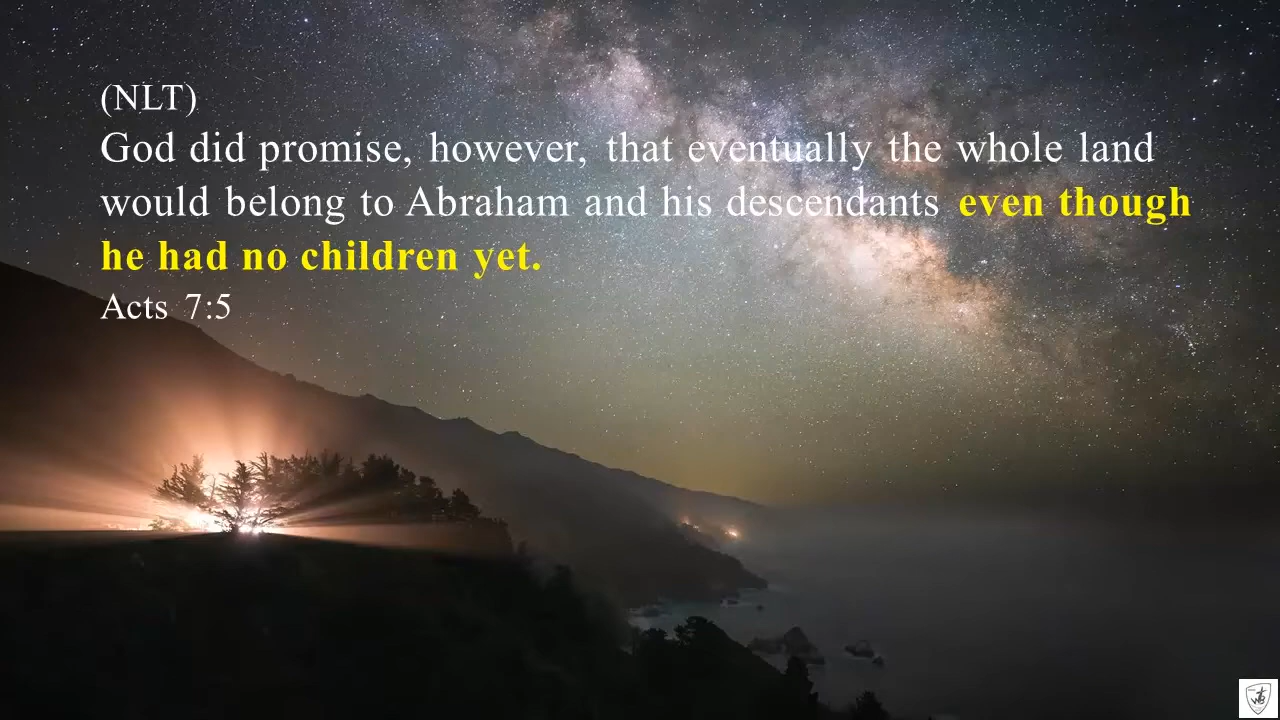 (NLT)
God did promise, however, that eventually the whole land
would belong to Abraham and his descendants even though
he had no children yet.
Acts 7:5